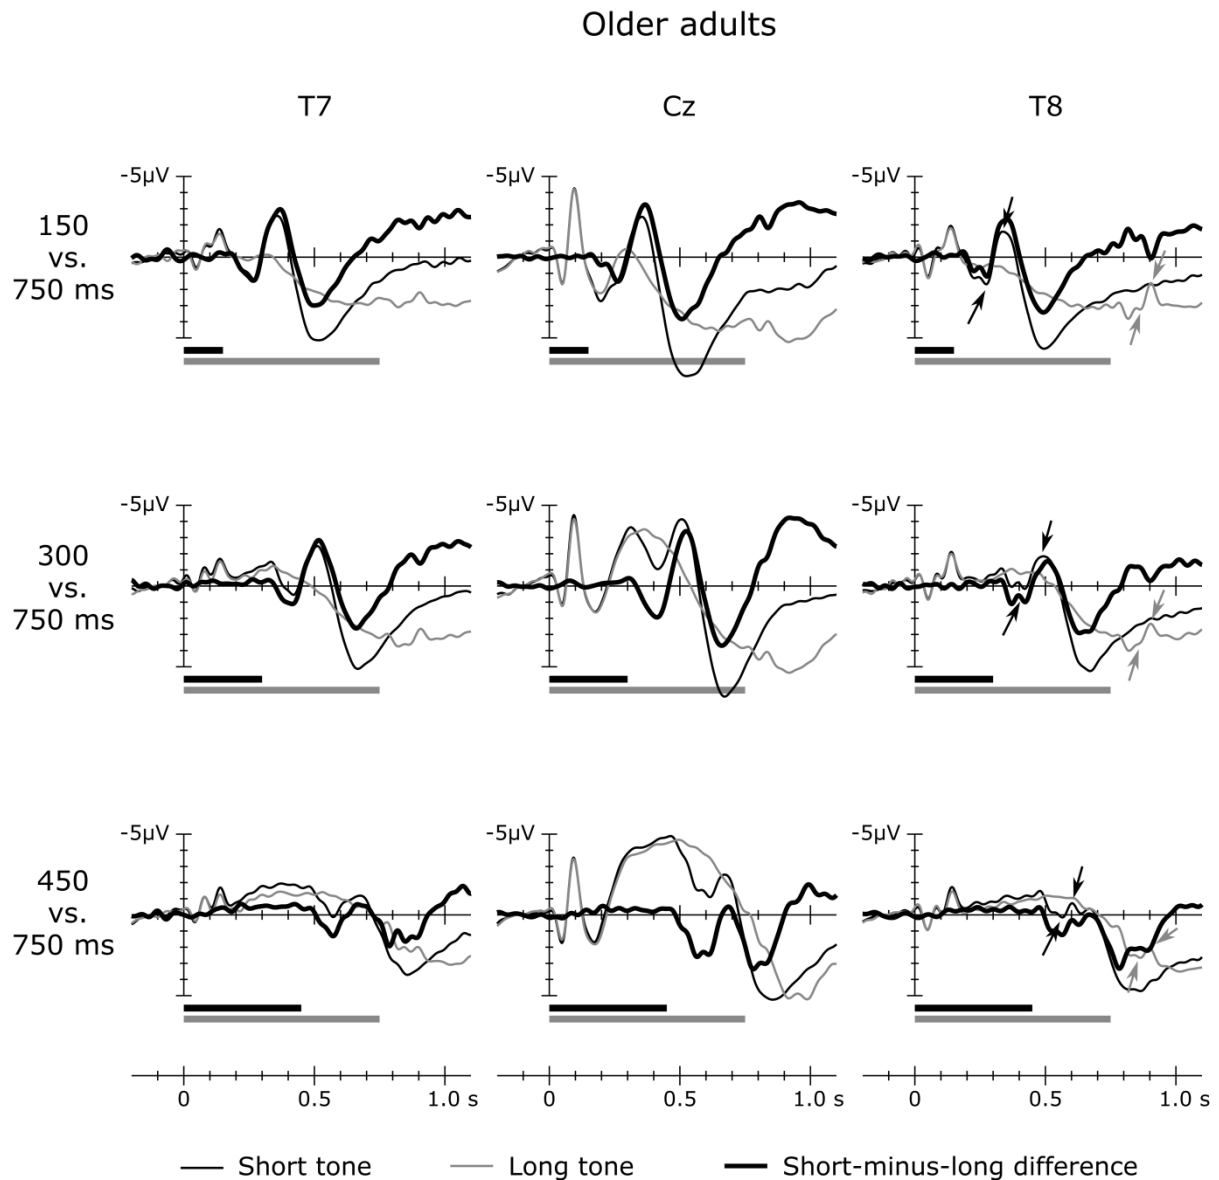 Older adults
T7 Cz T8
-5µV -5µV -5µV
150
vs.
750 ms
-5µV -5µV -5µV
300
vs.
750 ms
-5µV -5µV -5µV
450
vs.
750 ms
0 0.5 1.0 s 0 0.5 1.0 s 0 0.5 1.0 s
Short tone Long tone Short-minus-long difference